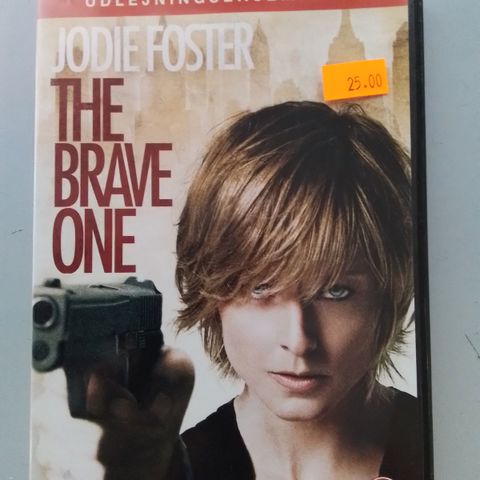 JODIE FOSTER
25.00
THE
BRAVE
ONE